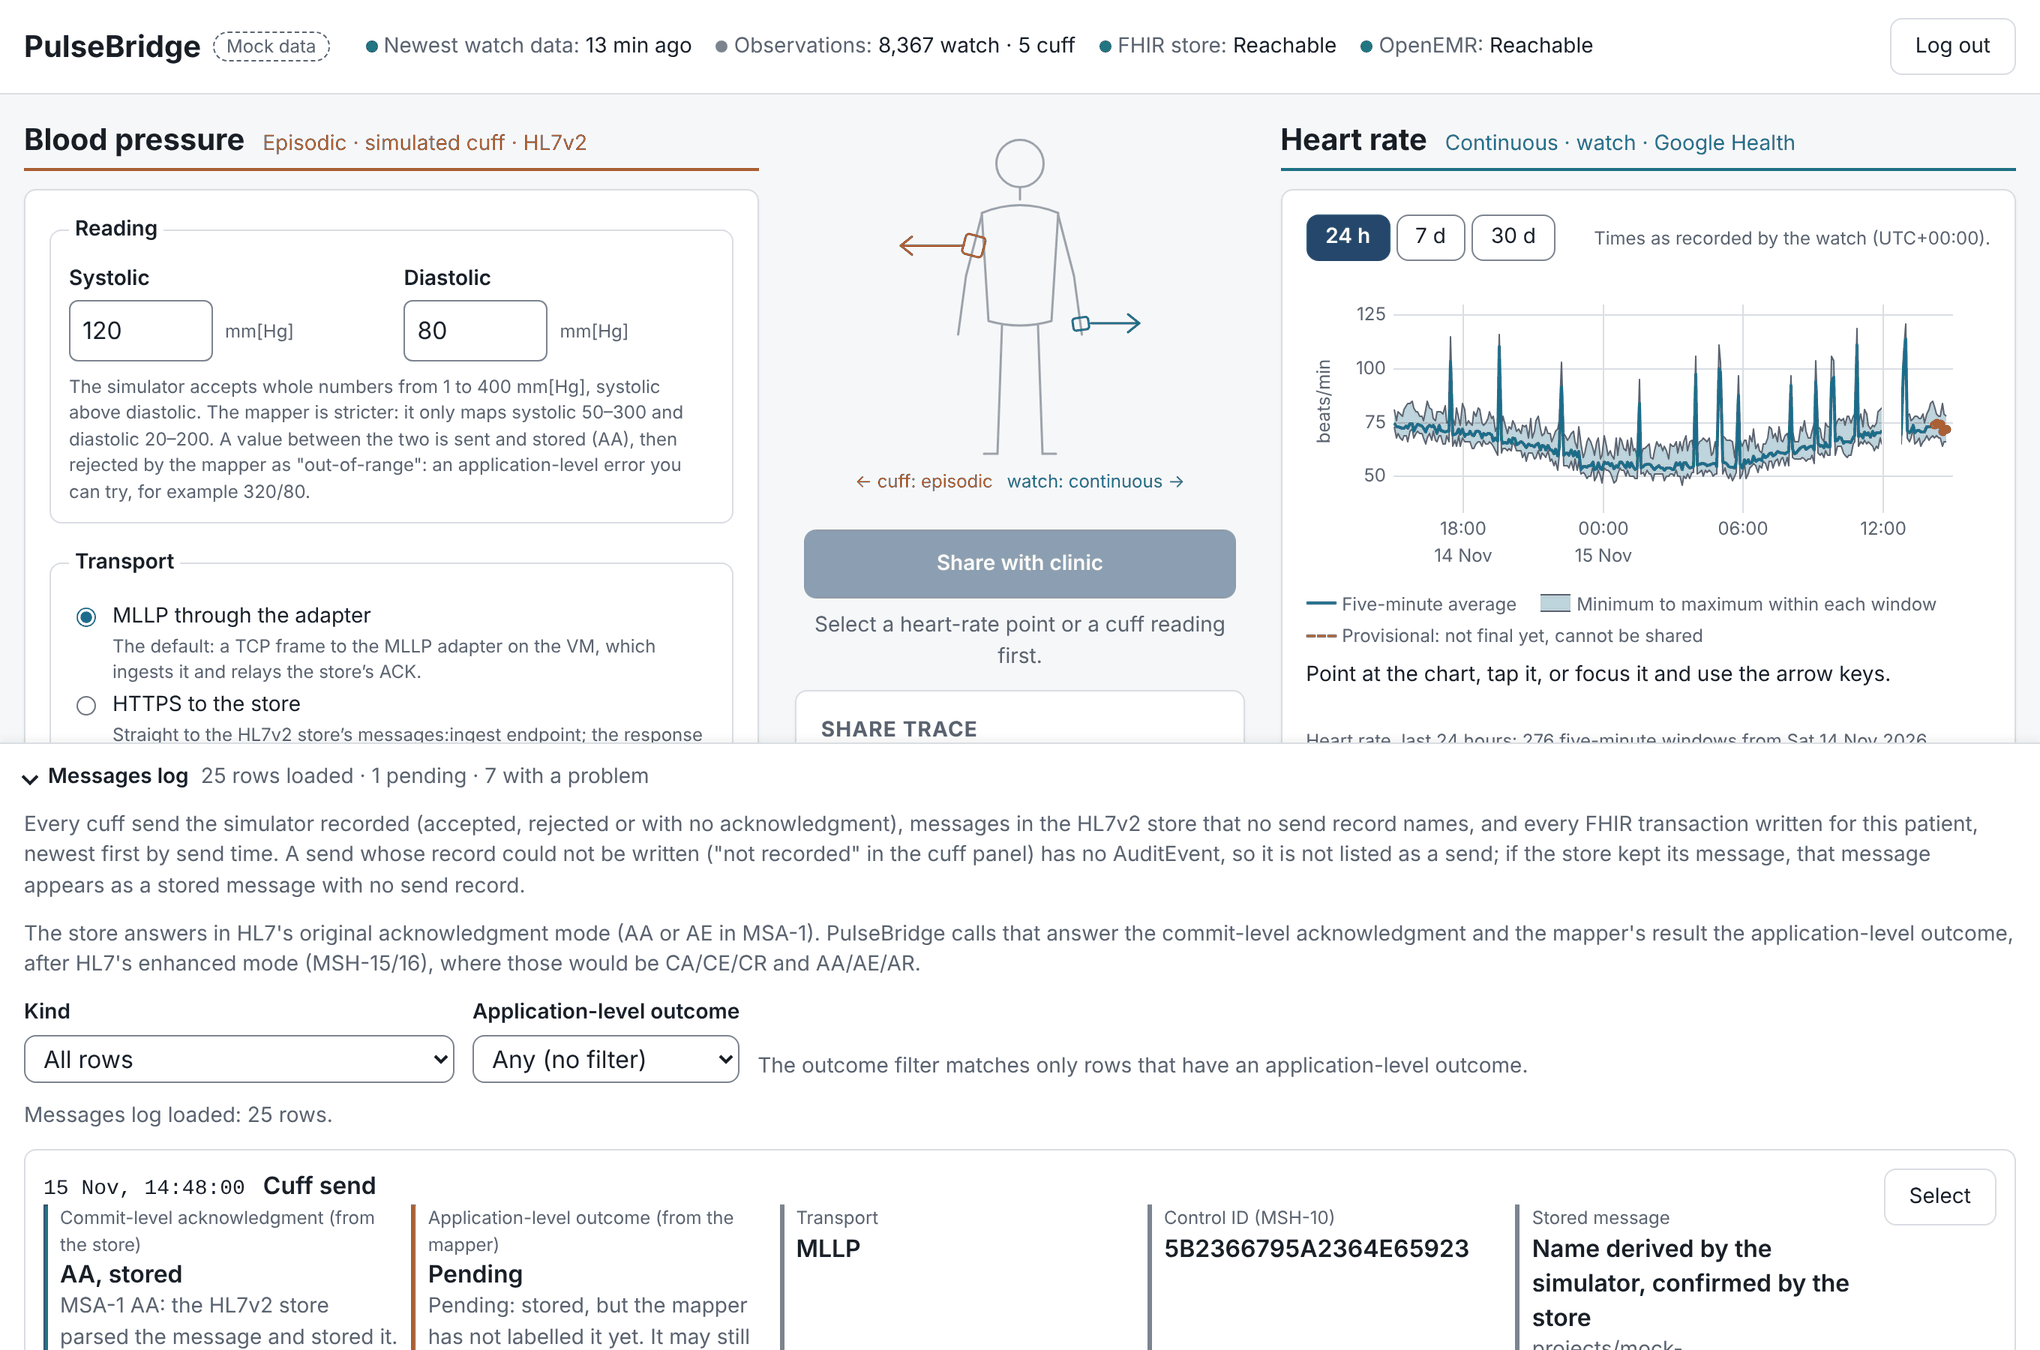 PulseBridge
Mock data
Newest watch data: 13 min ago
Observations: 8,367 watch · 5 cuff
FHIR store: Reachable
OpenEMR: Reachable
Log out
Blood pressure
Episodic · simulated cuff · HL7v2
Reading
Systolic
Diastolic
120
mm[Hg]
80
mm[Hg]
The simulator accepts whole numbers from 1 to 400 mm[Hg], systolic
above diastolic. The mapper is stricter: it only maps systolic 50–300 and
diastolic 20–200. A value between the two is sent and stored (AA), then
rejected by the mapper as "out-of-range": an application-level error you
can try, for example 320/80.
Transport
MLLP through the adapter
The default: a TCP frame to the MLLP adapter on the VM, which
ingests it and relays the store’s ACK.
HTTPS to the store
Straight to the HL7v2 store’s messages:ingest endpoint; the response
← cuff: episodic
watch: continuous →
Share with clinic
Select a heart-rate point or a cuff reading
first.
SHARE TRACE
Heart rate
Continuous · watch · Google Health
24 h
7 d
30 d
Times as recorded by the watch (UTC+00:00).
beats/min
125
100
75
50
18:00
00:00
06:00
12:00
14 Nov
15 Nov
Five-minute average
Minimum to maximum within each window
Provisional: not final yet, cannot be shared
Point at the chart, tap it, or focus it and use the arrow keys.
Heart rate, last 24 hours: 276 five-minute windows from Sat 14 Nov 2026
Messages log
25 rows loaded · 1 pending · 7 with a problem
Every cuff send the simulator recorded (accepted, rejected or with no acknowledgment), messages in the HL7v2 store that no send record names, and every FHIR transaction written for this patient,
newest first by send time. A send whose record could not be written ("not recorded" in the cuff panel) has no AuditEvent, so it is not listed as a send; if the store kept its message, that message
appears as a stored message with no send record.
The store answers in HL7's original acknowledgment mode (AA or AE in MSA-1). PulseBridge calls that answer the commit-level acknowledgment and the mapper's result the application-level outcome,
after HL7's enhanced mode (MSH-15/16), where those would be CA/CE/CR and AA/AE/AR.
Kind
Application-level outcome
All rows
Any (no filter)
The outcome filter matches only rows that have an application-level outcome.
Messages log loaded: 25 rows.
15 Nov, 14:48:00
Cuff send
Select
Commit-level acknowledgment (from
the store)
AA, stored
MSA-1 AA: the HL7v2 store
parsed the message and stored it.
Application-level outcome (from the
mapper)
Pending
Pending: stored, but the mapper
has not labelled it yet. It may still
Transport
MLLP
Control ID (MSH-10)
5B2366795A2364E65923
Stored message
Name derived by the
simulator, confirmed by the
store
projects/mock-